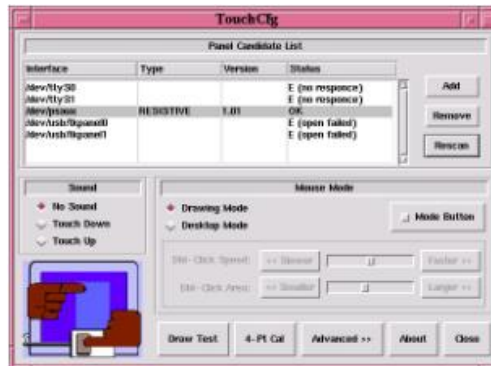 TouchCfg
Panel Candidate List
Interface Type Version Status
/dev/ttyS0 E (no responce)
/dev/ttyS1 E (no responce)
/dev/psaux RESISTIVE 1.01 OK
/dev/usb/tkpanel0 E (open failed)
/dev/usb/tkpanel1 E (open failed)
Add
Remove
Rescan
Sound
No Sound
Touch Down
Touch Up
Mouse Mode
Drawing Mode
Desktop Mode
Mode Button
Dbl-Click Speed: << Slower Faster >>
Dbl-Click Area: << Smaller Larger >>
Draw Test 4-Pt Cal Advanced >> About Close